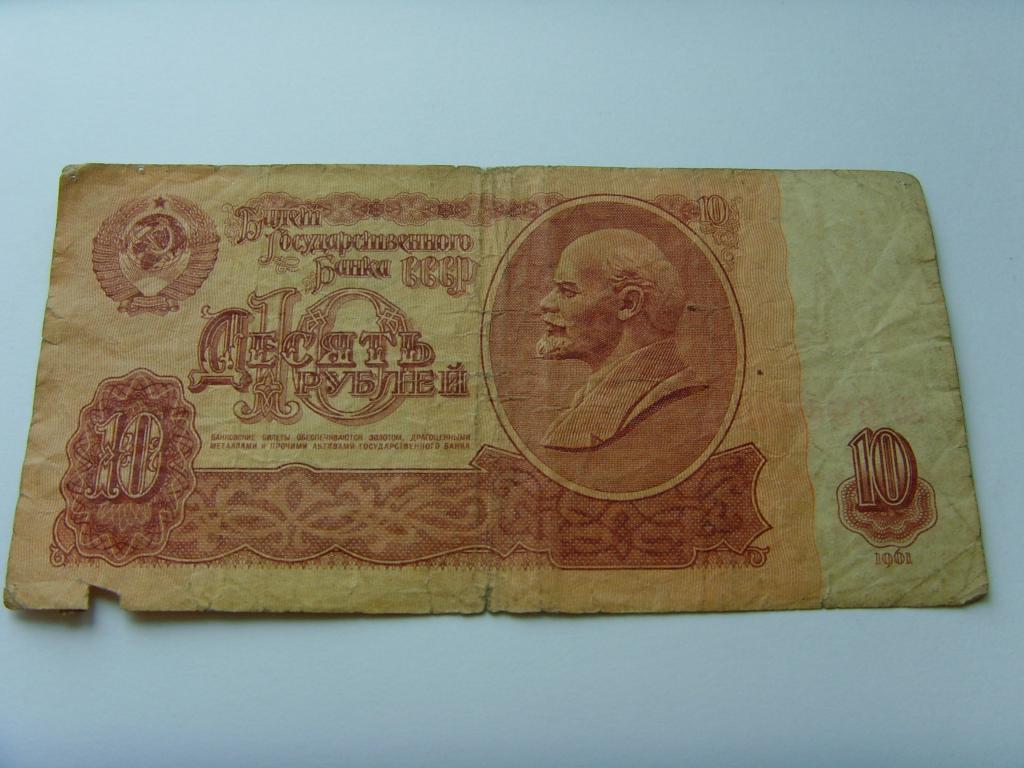 Билет
Государственного
Банка СССР
10
10
Десять
рублей
Банковские билеты обеспечиваются золотом, драгоценными
металлами и прочими активами Государственного банка
10
10
1961